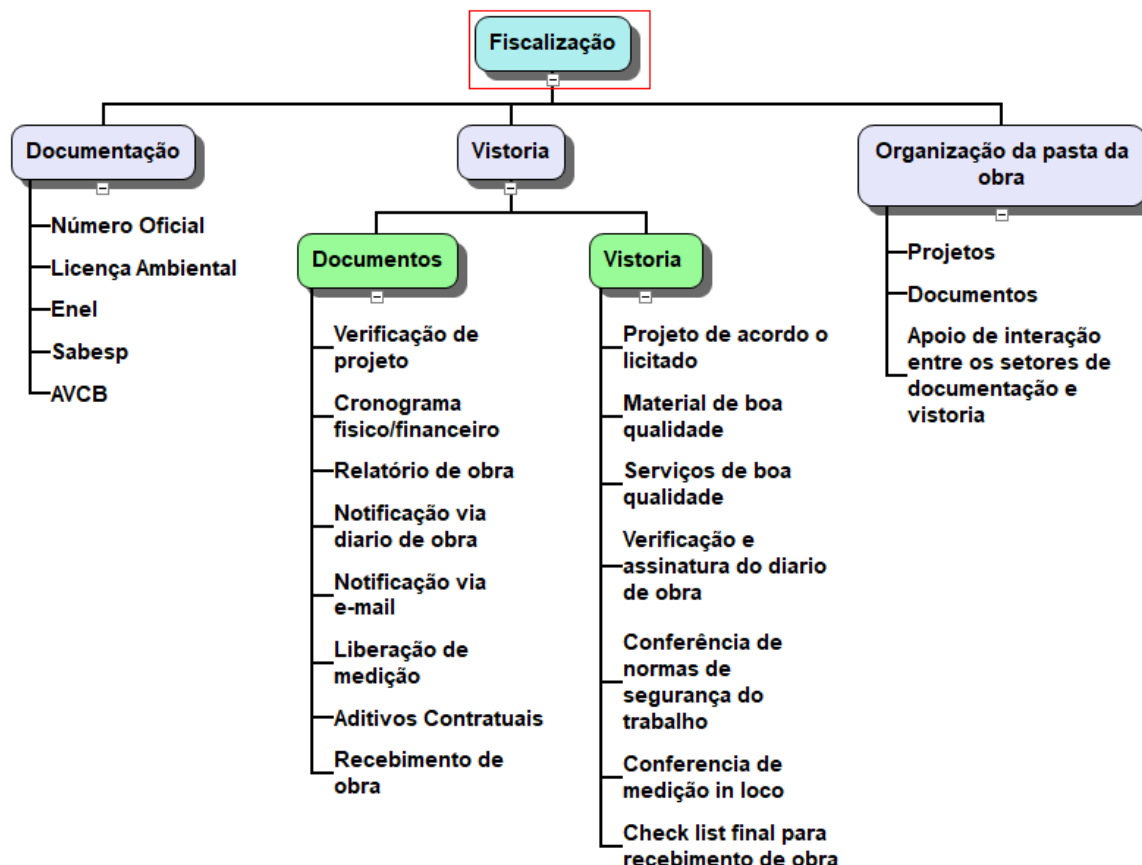 Fiscalização
Documentação
Número Oficial
Licença Ambiental
Enel
Sabesp
AVCB
Vistoria
Documentos
Verificação de
projeto
Cronograma
fisico/financeiro
Relatório de obra
Notificação via
diario de obra
Notificação via
e-mail
Liberação de
medição
Aditivos Contratuais
Recebimento de
obra
Vistoria
Projeto de acordo o
licitado
Material de boa
qualidade
Serviços de boa
qualidade
Verificação e
assinatura do diario
de obra
Conferência de
normas de
segurança do
trabalho
Conferencia de
medição in loco
Check list final para
recebimento de obra
Organização da pasta da
obra
Projetos
Documentos
Apoio de interação
entre os setores de
documentação e
vistoria